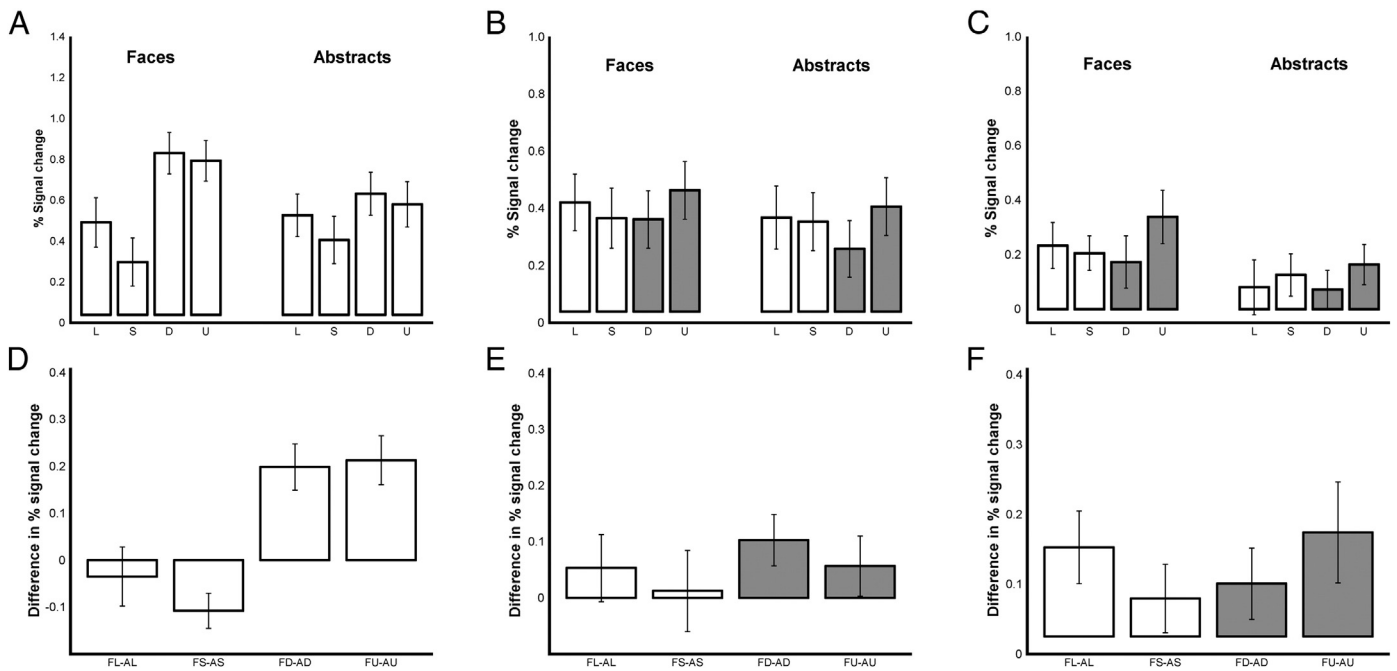 A
% Signal change
1.4
1.2
1.0
0.8
0.6
0.4
0.2
0
Faces Abstracts
L S D U L S D U
B
% Signal change
1.0
0.8
0.6
0.4
0.2
0
Faces Abstracts
L S D U L S D U
C
% Signal change
1.0
0.8
0.6
0.4
0.2
0
Faces Abstracts
L S D U L S D U
D
Difference in % signal change
0.4
0.3
0.2
0.1
0
-0.1
FL-AL FS-AS FD-AD FU-AU
E
Difference in % signal change
0.4
0.3
0.2
0.1
0
FL-AL FS-AS FD-AD FU-AU
F
Difference in % signal change
0.4
0.3
0.2
0.1
0
FL-AL FS-AS FD-AD FU-AU